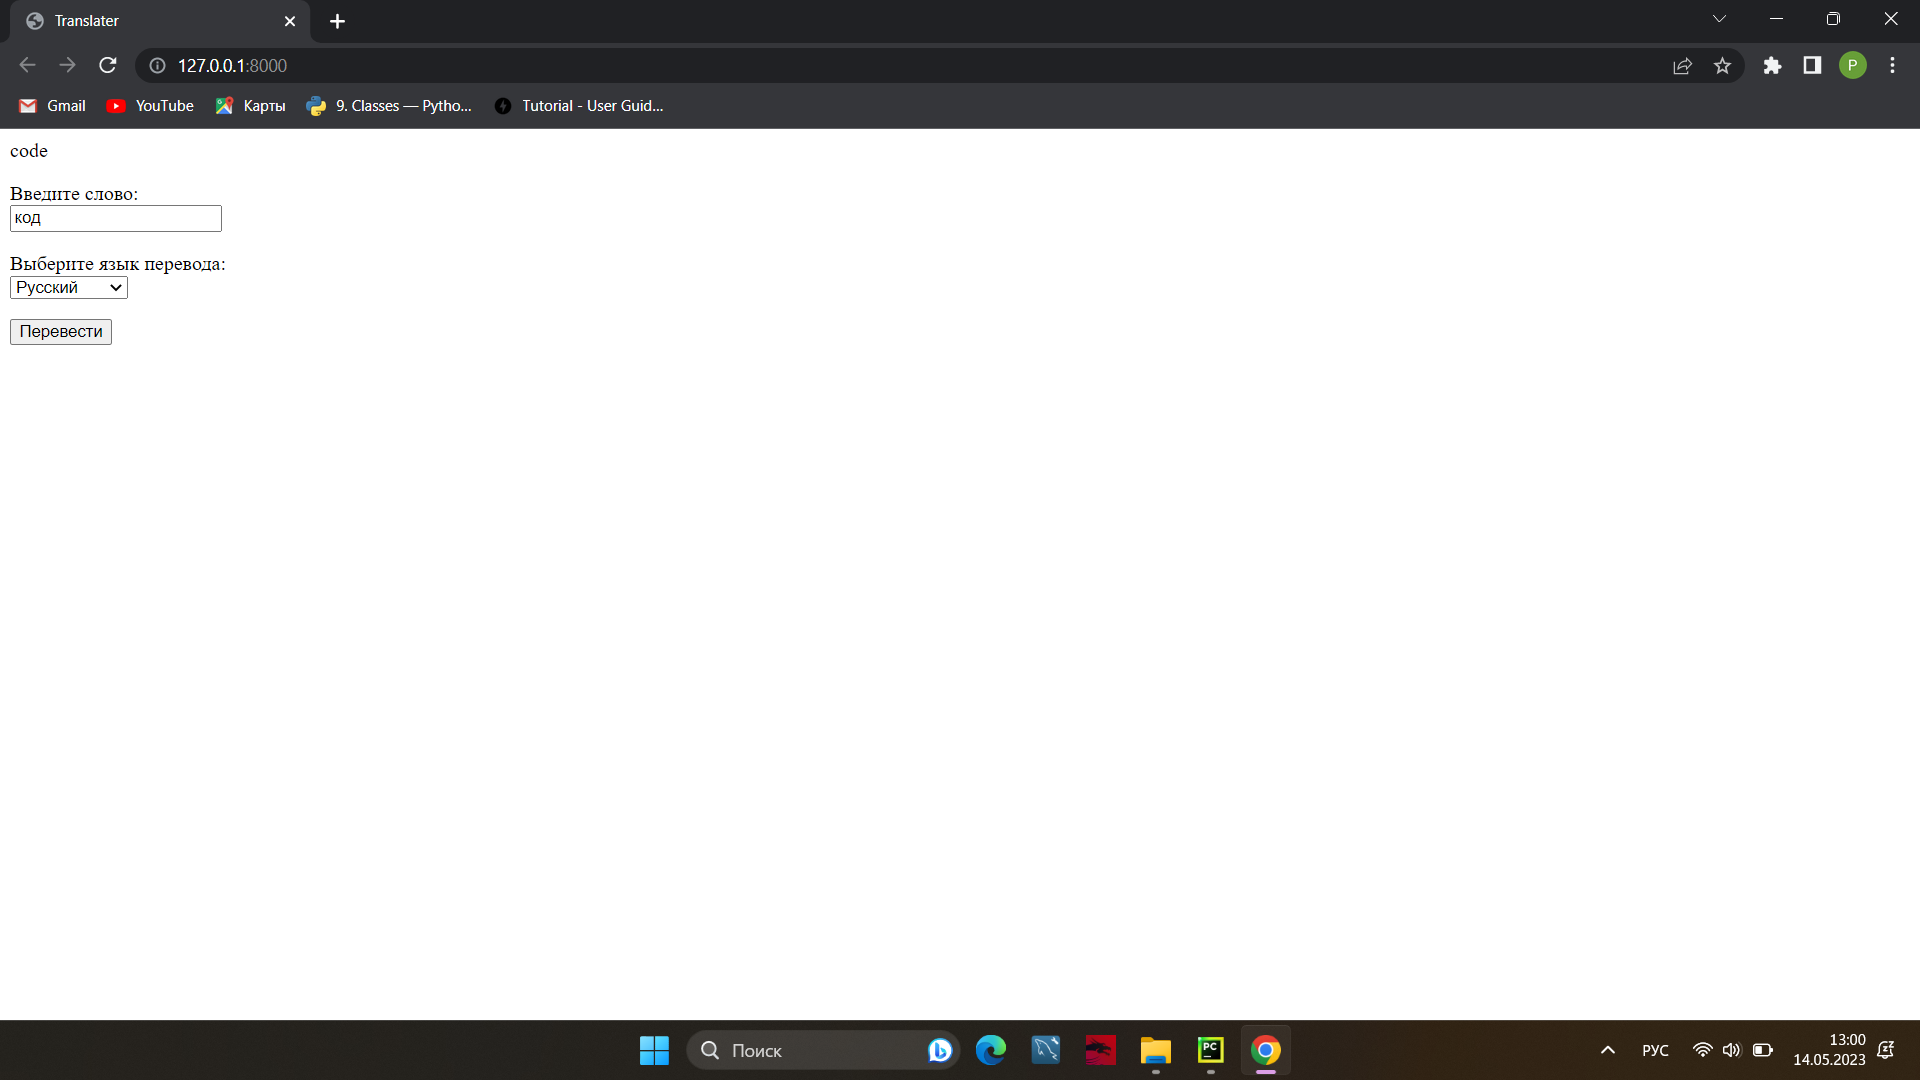 Translater
127.0.0.1:8000
P
Gmail YouTube Карты 9. Classes — Pytho... Tutorial - User Guid...
code
Введите слово:
код
Выберите язык перевода:
Русский
Перевести
Поиск
PC
РУС
13:00
14.05.2023